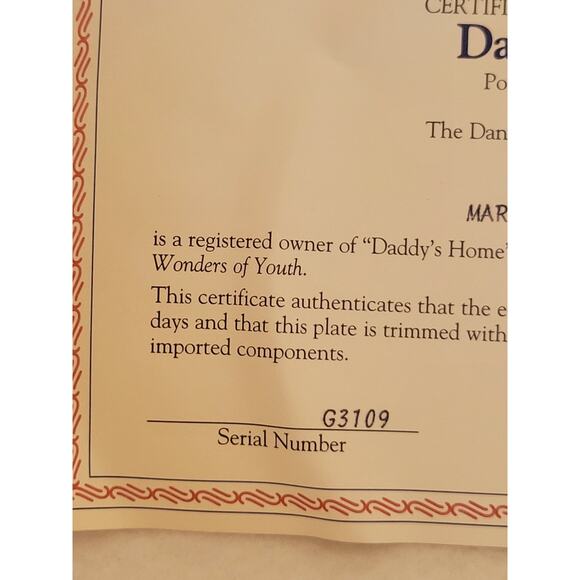 CERTIFI
Da
Po
The Dan
MAR
is a registered owner of "Daddy's Home"
Wonders of Youth.
This certificate authenticates that the e
days and that this plate is trimmed with
imported components.
G3109
Serial Number